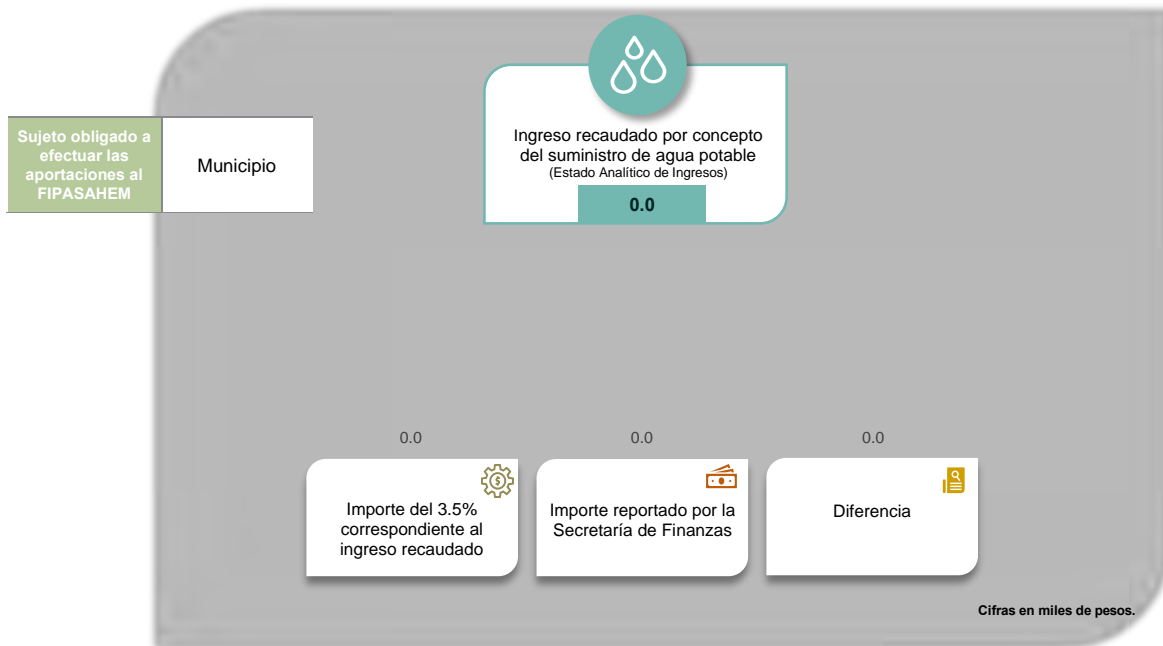 Sujeto obligado a
efectuar las
aportaciones al
FIPASAHEM
Municipio
Ingreso recaudado por concepto
del suministro de agua potable
(Estado Analítico de Ingresos)
0.0
0.0
0.0
0.0
Importe del 3.5%
correspondiente al
ingreso recaudado
Importe reportado por la
Secretaría de Finanzas
Diferencia
Cifras en miles de pesos.